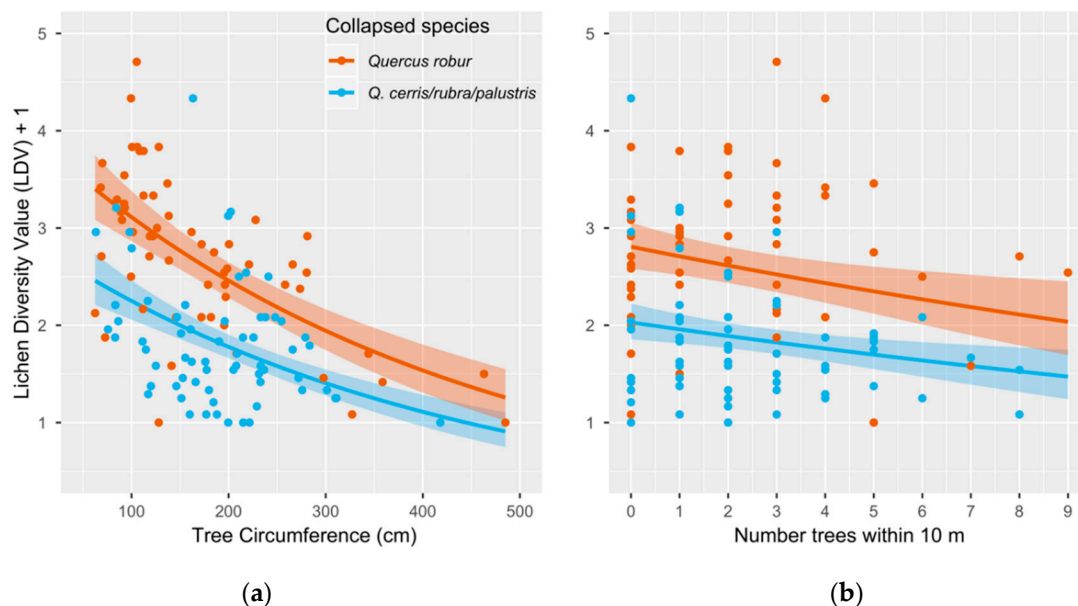 Collapsed species
Quercus robur
Q. cerris/rubra/palustris
Lichen Diversity Value (LDV) + 1
5
4
3
2
1
100
200
300
400
500
Tree Circumference (cm)
(a)
5
4
3
2
1
0 1 2 3 4 5 6 7 8 9
Number trees within 10 m
(b)